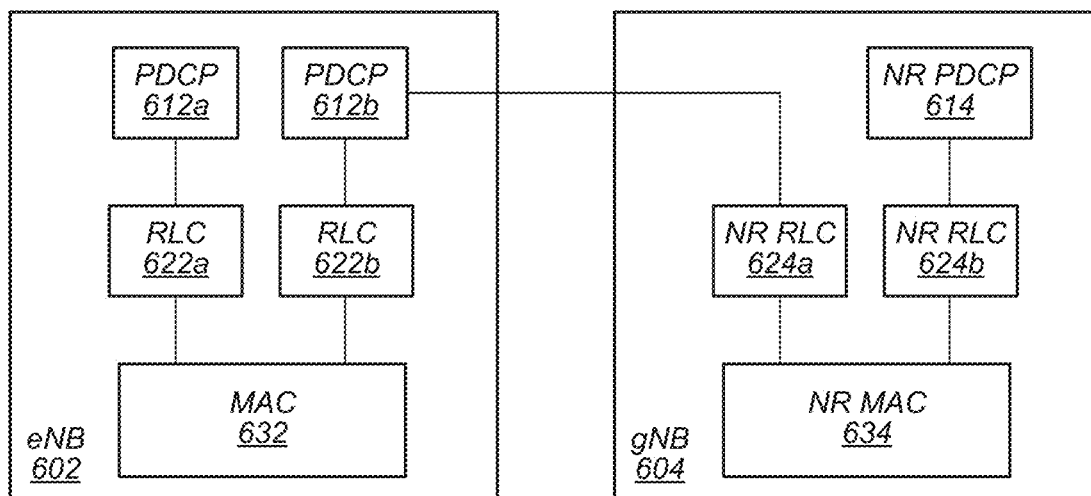 PDCP
612a
PDCP
612b
NR PDCP
614
RLC
622a
RLC
622b
NR RLC
624a
NR RLC
624b
MAC
632
NR MAC
634
eNB
602
gNB
604